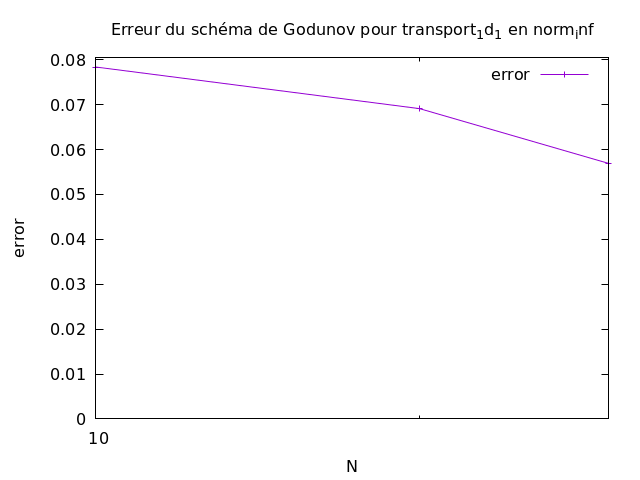 Erreur du schéma de Godunov pour transport₁d₁ en normᵢnf
error
0.08
0.07
0.06
0.05
0.04
0.03
0.02
0.01
0
error
10
N